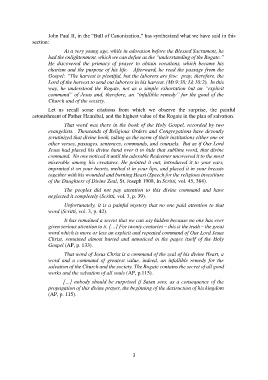 John Paul II, in the "Bull of Canonization," has synthesized what we have said in this
section:
As a very young age, while in adoration before the Blessed Sacrament, he
had the enlightenment, which we can define as the "understanding of the Rogate."
He discovered the primacy of prayer to obtain vocations, which became his
charism and the purpose of his life. Afterward, he read the passage from the
Gospel: "The harvest is plentiful, but the laborers are few: pray, therefore, the
Lord of the harvest to send out laborers in his harvest. (Mt 9:38; Lk 10:2). In this
way, he understood the Rogate, not as a simple exhortation but an "explicit
command" of Jesus and, therefore, an "infallible remedy" for the good of the
Church and of the society.
Let us recall some citations from which we observe the surprise, the painful
astonishment of Father Hannibal, and the highest value of the Rogate in the plan of salvation.
That word was there in the book of the Holy Gospel, recorded by two
evangelists. Thousands of Religious Orders and Congregations have devoutly
scrutinized that divine book, taking as the norm of their institutions either one or
other verses, passages, sentences, commands, and counsels. But as if Our Lord
Jesus had placed his divine hand over it to hide that sublime word, that divine
command. No one noticed it until the adorable Redeemer uncovered it to the most
miserable among his creatures. He pointed it out, introduced it to your ears,
imprinted it on your hearts, molded it in your lips, and placed it in your breasts
together with his wounded and burning Heart (Speech for the religious investiture
of the Daughters of Divine Zeal, St. Joseph 1908, in Scritti, vol. 45, 364).
The peoples did not pay attention to this divine command and have
neglected it completely (Scritti, vol. 3, p. 39).
Unfortunately, it is a painful mystery that no one paid attention to that
word (Scritti, vol. 3, p. 42).
It has remained a secret that we can say hidden because no one has ever
given serious attention to it. […] For twenty centuries – this is the truth – the great
word which is more or less an explicit and repeated command of Our Lord Jesus
Christ, remained almost buried and unnoticed in the pages itself of the Holy
Gospel (AP, p. 133).
That word of Jesus Christ is a command of the zeal of his divine Heart, a
word and a command of greatest value, indeed, an infallible remedy for the
salvation of the Church and the society. The Rogate contains the secret of all good
works and the salvation of all souls (AP, p.115).
[…] nobody should be surprised if Satan sees, as a consequence of the
propagation of this divine prayer, the beginning of the destruction of his kingdom
(AP, p. 115).
3